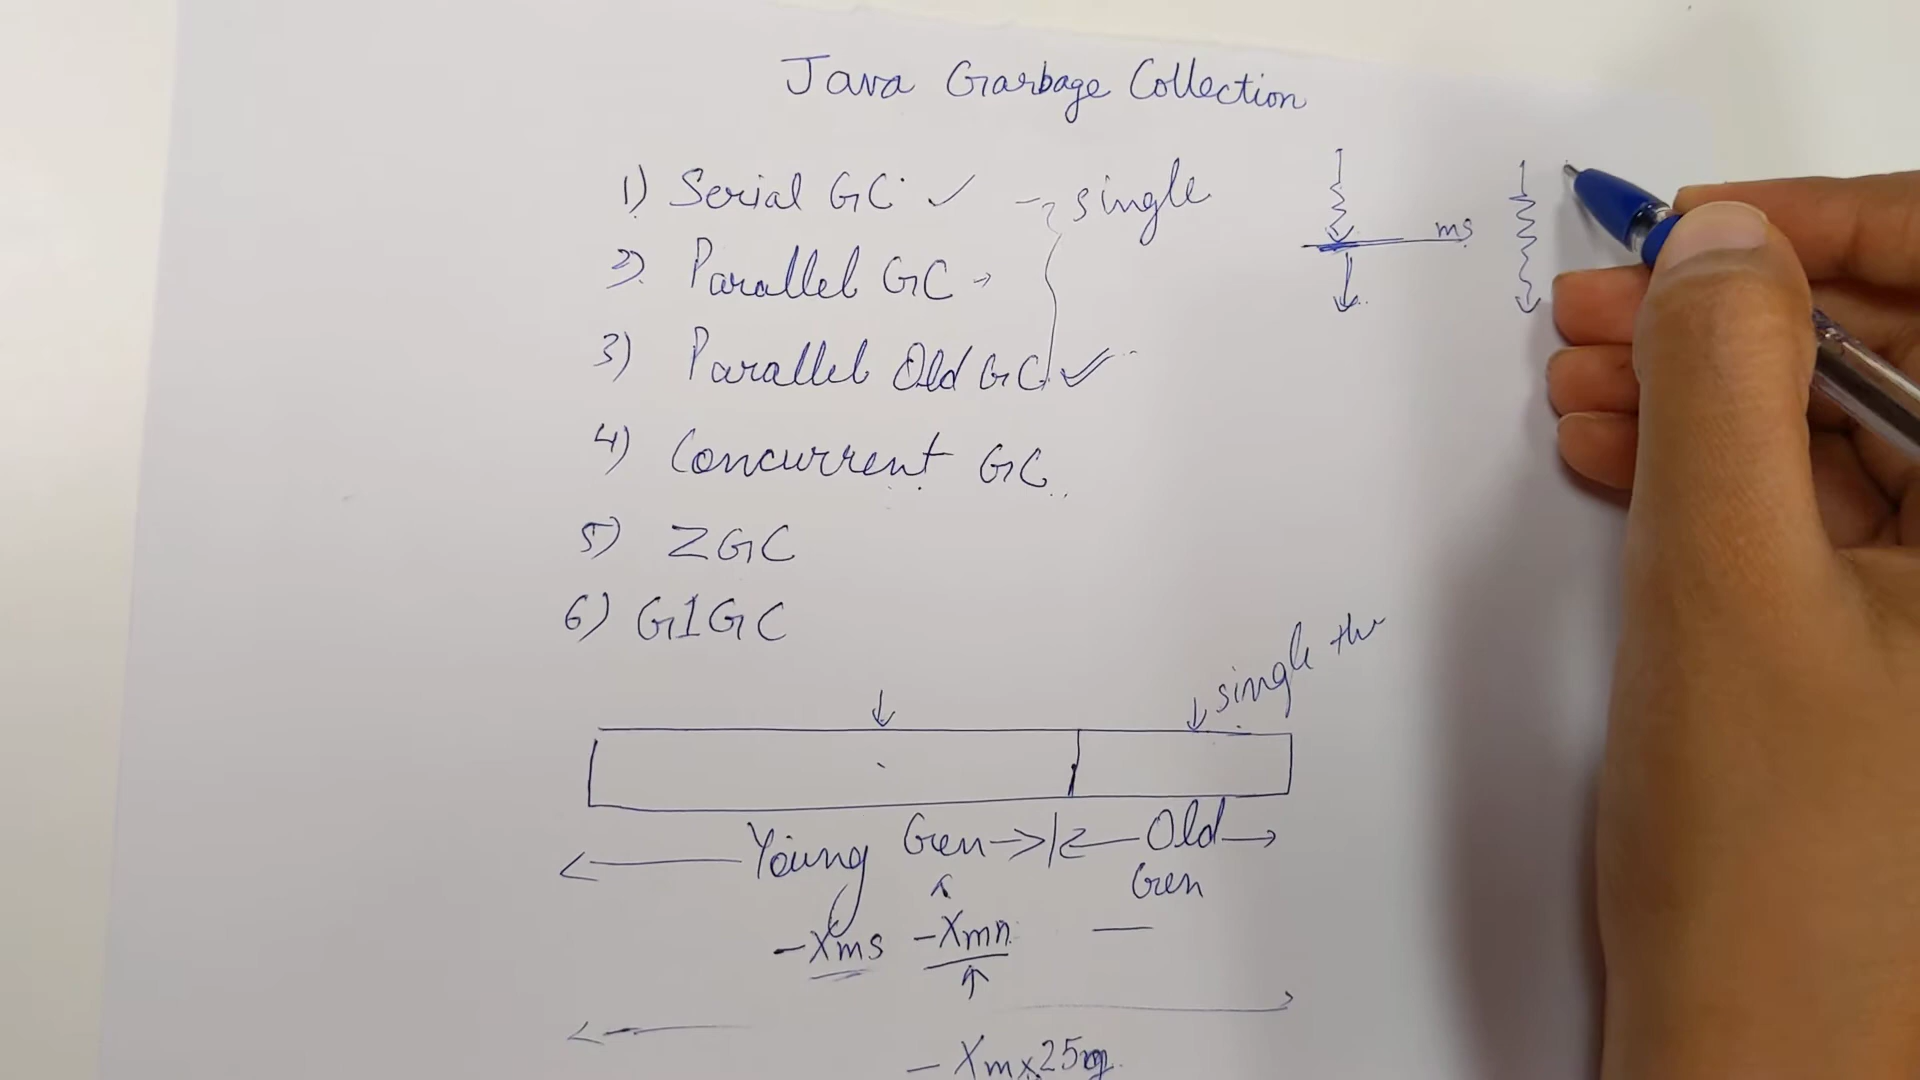 Java Garbage Collection
1) Serial GC ✓ - single
2) Parallel GC →
3) Parallel Old GC ✓
4) Concurrent GC
5) ZGC
6) G1GC
ms
single thr
Young Gen Old
Gen
-Xms -Xmn
- Xmx25